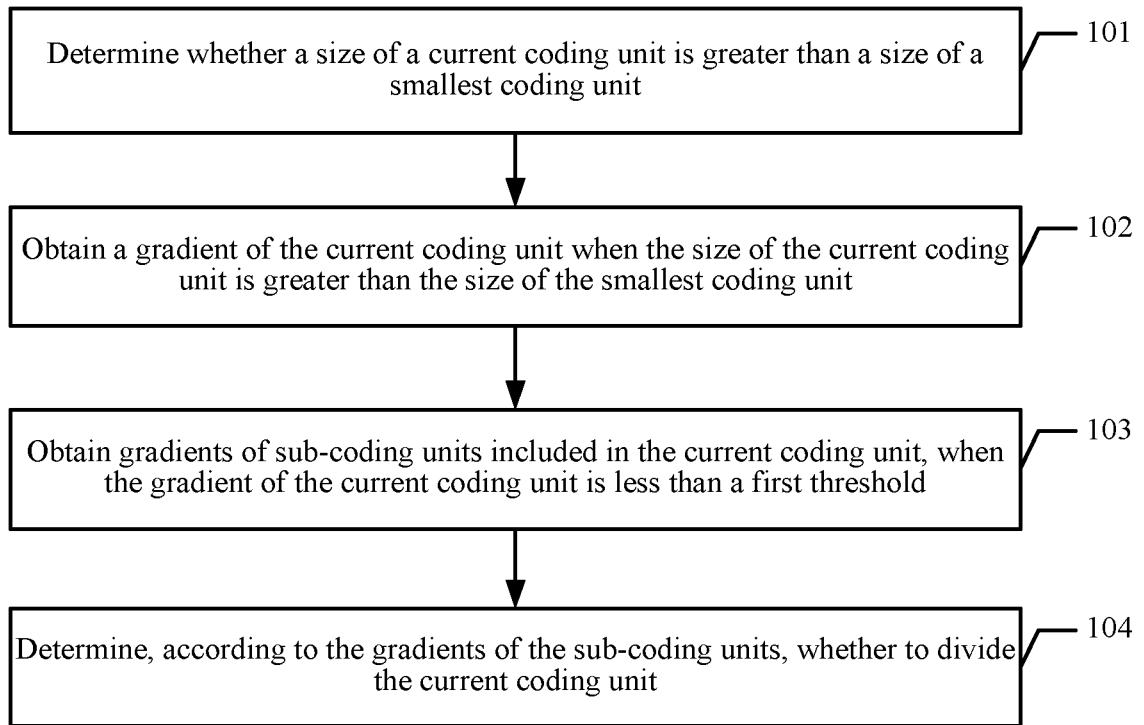 Determine whether a size of a current coding unit is greater than a size of a
smallest coding unit
101
Obtain a gradient of the current coding unit when the size of the current coding
unit is greater than the size of the smallest coding unit
102
Obtain gradients of sub-coding units included in the current coding unit, when
the gradient of the current coding unit is less than a first threshold
103
Determine, according to the gradients of the sub-coding units, whether to divide
the current coding unit
104